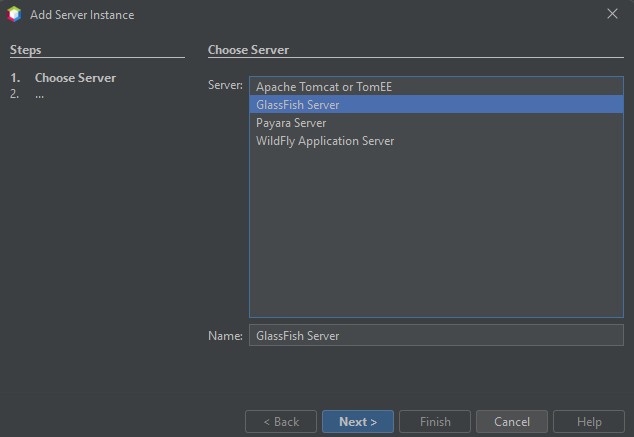 Add Server Instance
Steps
1. Choose Server
2. ...
Choose Server
Server:
Apache Tomcat or TomEE
GlassFish Server
Payara Server
WildFly Application Server
Name: GlassFish Server
< Back Next > Finish Cancel Help